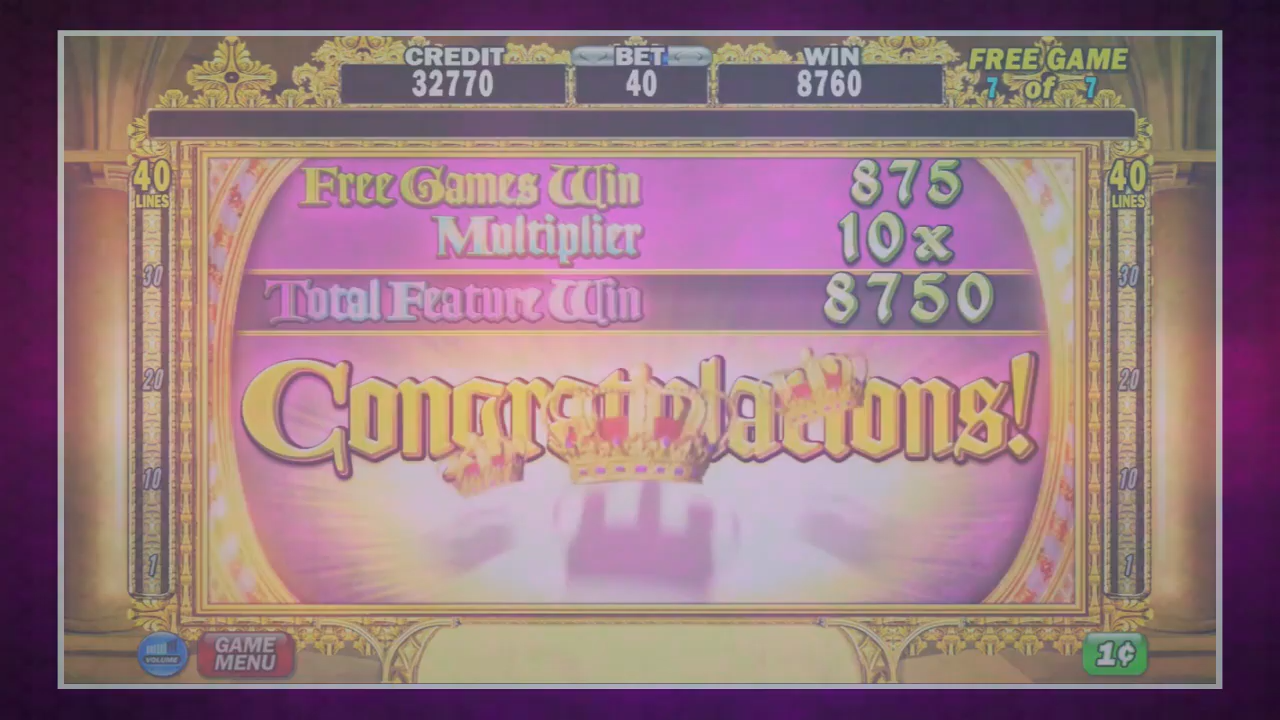 CREDIT BET WIN FREE GAME
32770 40 8760 7 of 7
40 LINES 40 LINES
Free Games Win 875
Multiplier 10x
Total Feature Win 8750
30 30
20 20
10 10
1 1
Congratulations!
VOLUME GAME MENU 1¢